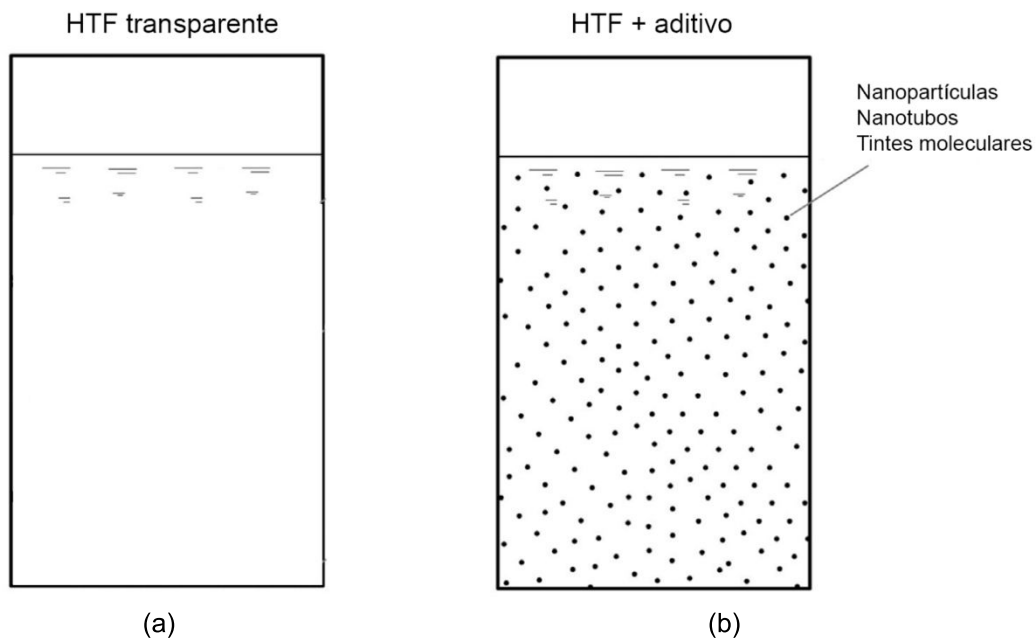 HTF transparente
HTF + aditivo
Nanopartículas
Nanotubos
Tintes moleculares
(a)
(b)